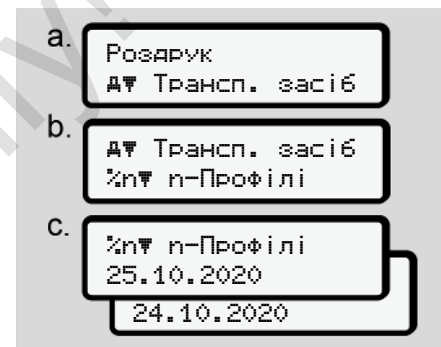 a.
Роздрук
Трансп. засіб
b.
Трансп. засіб
%n▼ n-Профілі
c.
%n▼ n-Профілі
25.10.2020
24.10.2020